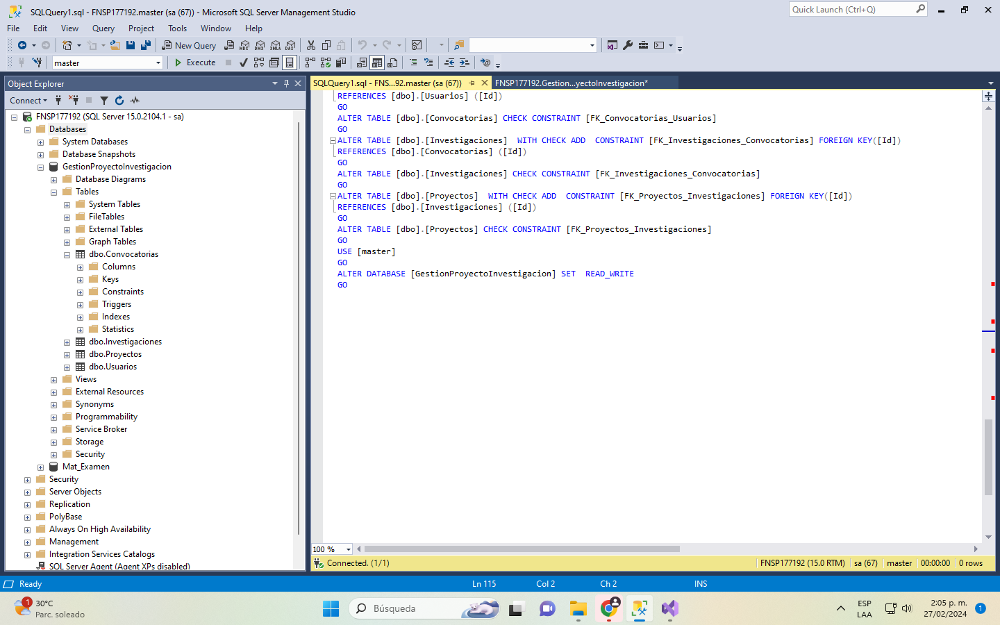 SQLQuery1.sql - FNSP177192.master (sa (67)) - Microsoft SQL Server Management Studio
Quick Launch (Ctrl+Q)
File Edit View Query Project Tools Window Help
New Query MDX DMX XMLA DAX
master Execute
Object Explorer
SQLQuery1.sql - FNS...92.master (sa (67)) FNSP177192.Gestion...yectoInvestigacion*
Connect
FNSP177192 (SQL Server 15.0.2104.1 - sa)
Databases
System Databases
Database Snapshots
GestionProyectoInvestigacion
Database Diagrams
Tables
System Tables
FileTables
External Tables
Graph Tables
dbo.Convocatorias
Columns
Keys
Constraints
Triggers
Indexes
Statistics
dbo.Investigaciones
dbo.Proyectos
dbo.Usuarios
Views
External Resources
Synonyms
Programmability
Service Broker
Storage
Security
Mat_Examen
Security
Server Objects
Replication
PolyBase
Always On High Availability
Management
Integration Services Catalogs
SQL Server Agent (Agent XPs disabled)
REFERENCES [dbo].[Usuarios] ([Id])
GO
ALTER TABLE [dbo].[Convocatorias] CHECK CONSTRAINT [FK_Convocatorias_Usuarios]
GO
ALTER TABLE [dbo].[Investigaciones]  WITH CHECK ADD  CONSTRAINT [FK_Investigaciones_Convocatorias] FOREIGN KEY([Id])
REFERENCES [dbo].[Convocatorias] ([Id])
GO
ALTER TABLE [dbo].[Investigaciones] CHECK CONSTRAINT [FK_Investigaciones_Convocatorias]
GO
ALTER TABLE [dbo].[Proyectos]  WITH CHECK ADD  CONSTRAINT [FK_Proyectos_Investigaciones] FOREIGN KEY([Id])
REFERENCES [dbo].[Investigaciones] ([Id])
GO
ALTER TABLE [dbo].[Proyectos] CHECK CONSTRAINT [FK_Proyectos_Investigaciones]
GO
USE [master]
GO
ALTER DATABASE [GestionProyectoInvestigacion] SET  READ_WRITE
GO
100 %
Connected. (1/1) FNSP177192 (15.0 RTM) sa (67) master 00:00:00 0 rows
Ready Ln 115 Col 2 Ch 2 INS
1 30°C
Parc. soleado
Búsqueda
ESP
LAA
2:05 p. m.
27/02/2024
1